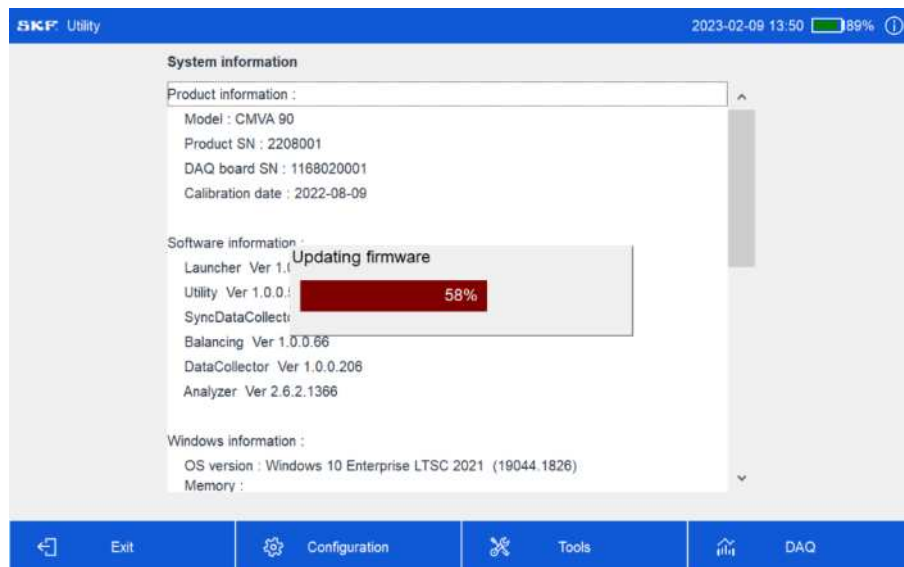 SKF Utility
2023-02-09 13:50 89%
System information
Product information :
Model : CMVA 90
Product SN : 2208001
DAQ board SN : 1168020001
Calibration date : 2022-08-09
Software information :
Launcher Ver 1.
Updating firmware
Utility Ver 1.0.0.
58%
SyncDataCollect
Balancing Ver 1.0.0.66
DataCollector Ver 1.0.0.206
Analyzer Ver 2.6.2.1366
Windows information :
OS version : Windows 10 Enterprise LTSC 2021 (19044.1826)
Memory :
Exit
Configuration
Tools
DAQ